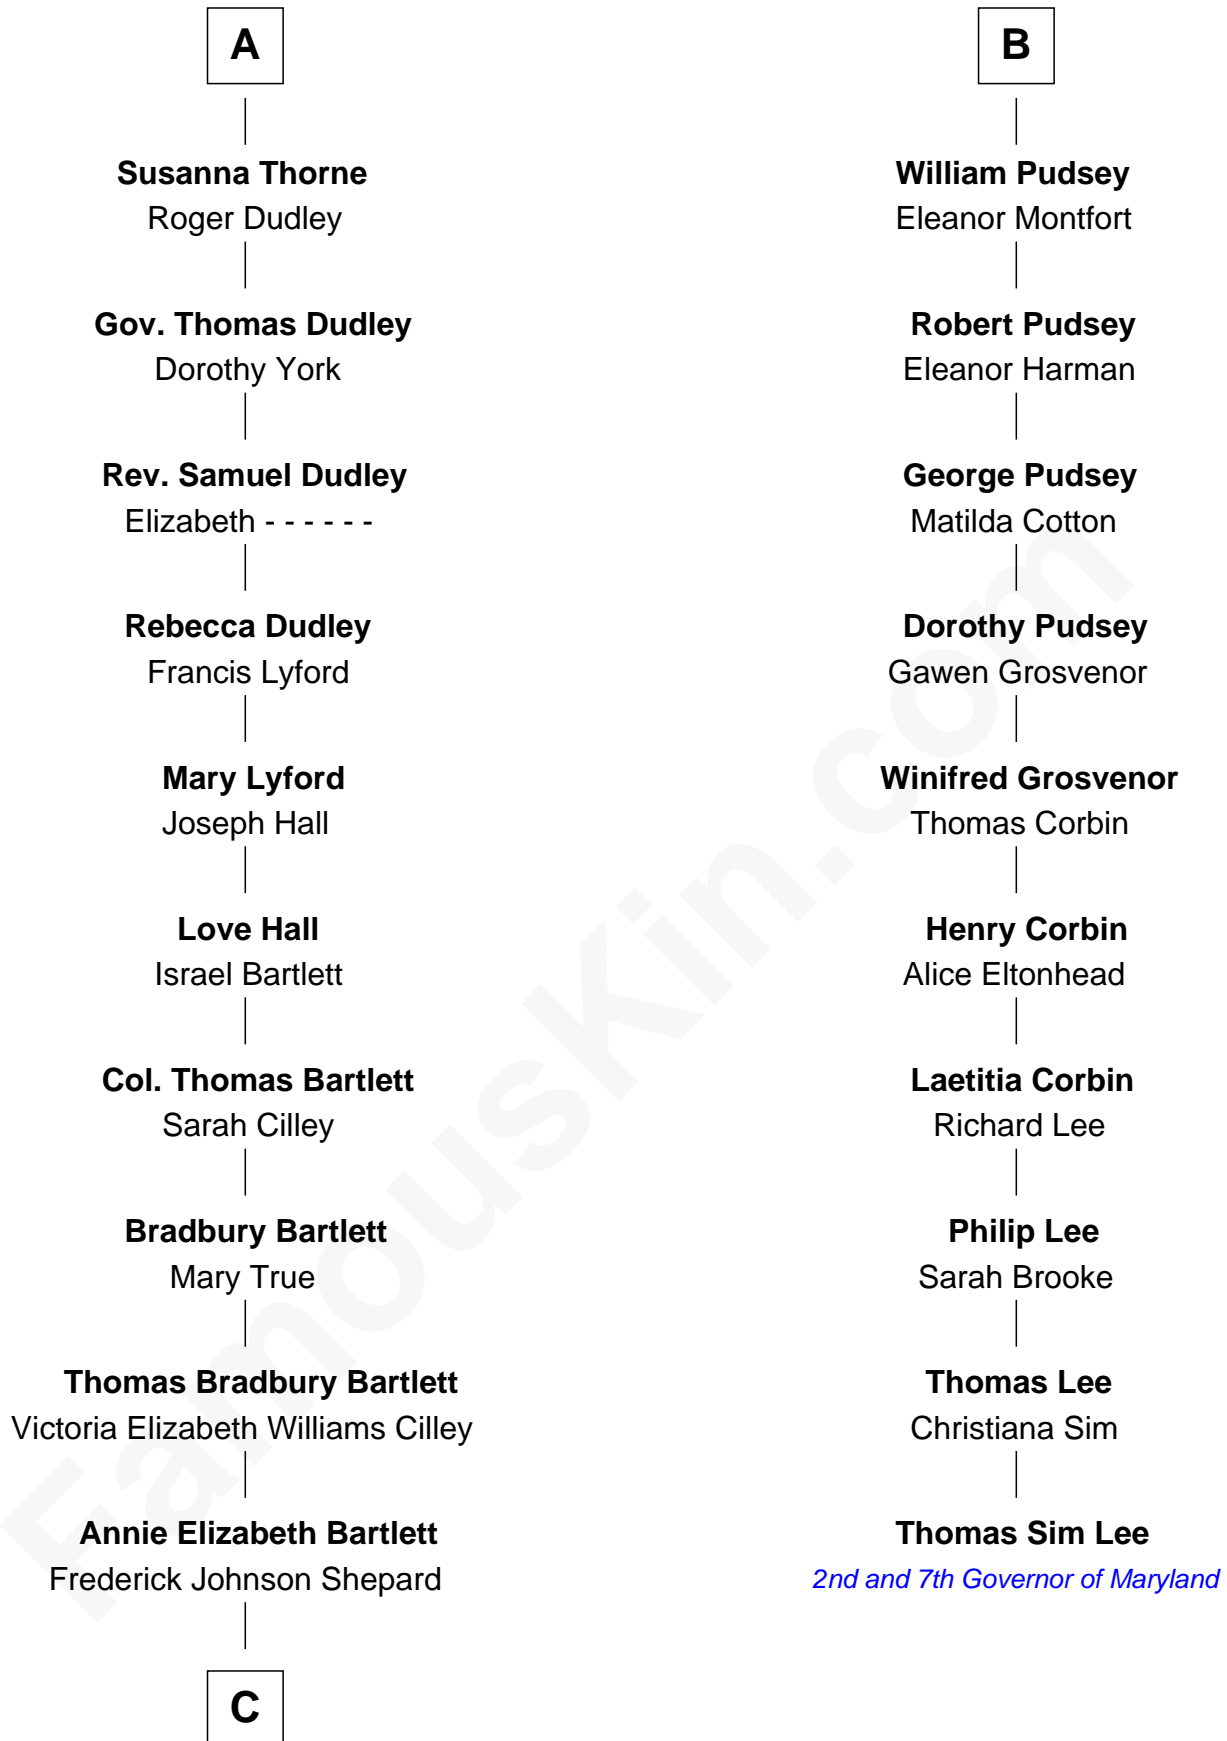 A
Susanna Thorne
Roger Dudley
Gov. Thomas Dudley
Dorothy York
Rev. Samuel Dudley
Elizabeth - - - - - -
Rebecca Dudley
Francis Lyford
Mary Lyford
Joseph Hall
Love Hall
Israel Bartlett
Col. Thomas Bartlett
Sarah Cilley
Bradbury Bartlett
Mary True
Thomas Bradbury Bartlett
Victoria Elizabeth Williams Cilley
Annie Elizabeth Bartlett
Frederick Johnson Shepard
C
B
William Pudsey
Eleanor Montfort
Robert Pudsey
Eleanor Harman
George Pudsey
Matilda Cotton
Dorothy Pudsey
Gawen Grosvenor
Winifred Grosvenor
Thomas Corbin
Henry Corbin
Alice Eltonhead
Laetitia Corbin
Richard Lee
Philip Lee
Sarah Brooke
Thomas Lee
Christiana Sim
Thomas Sim Lee
2nd and 7th Governor of Maryland
FamousKin.com